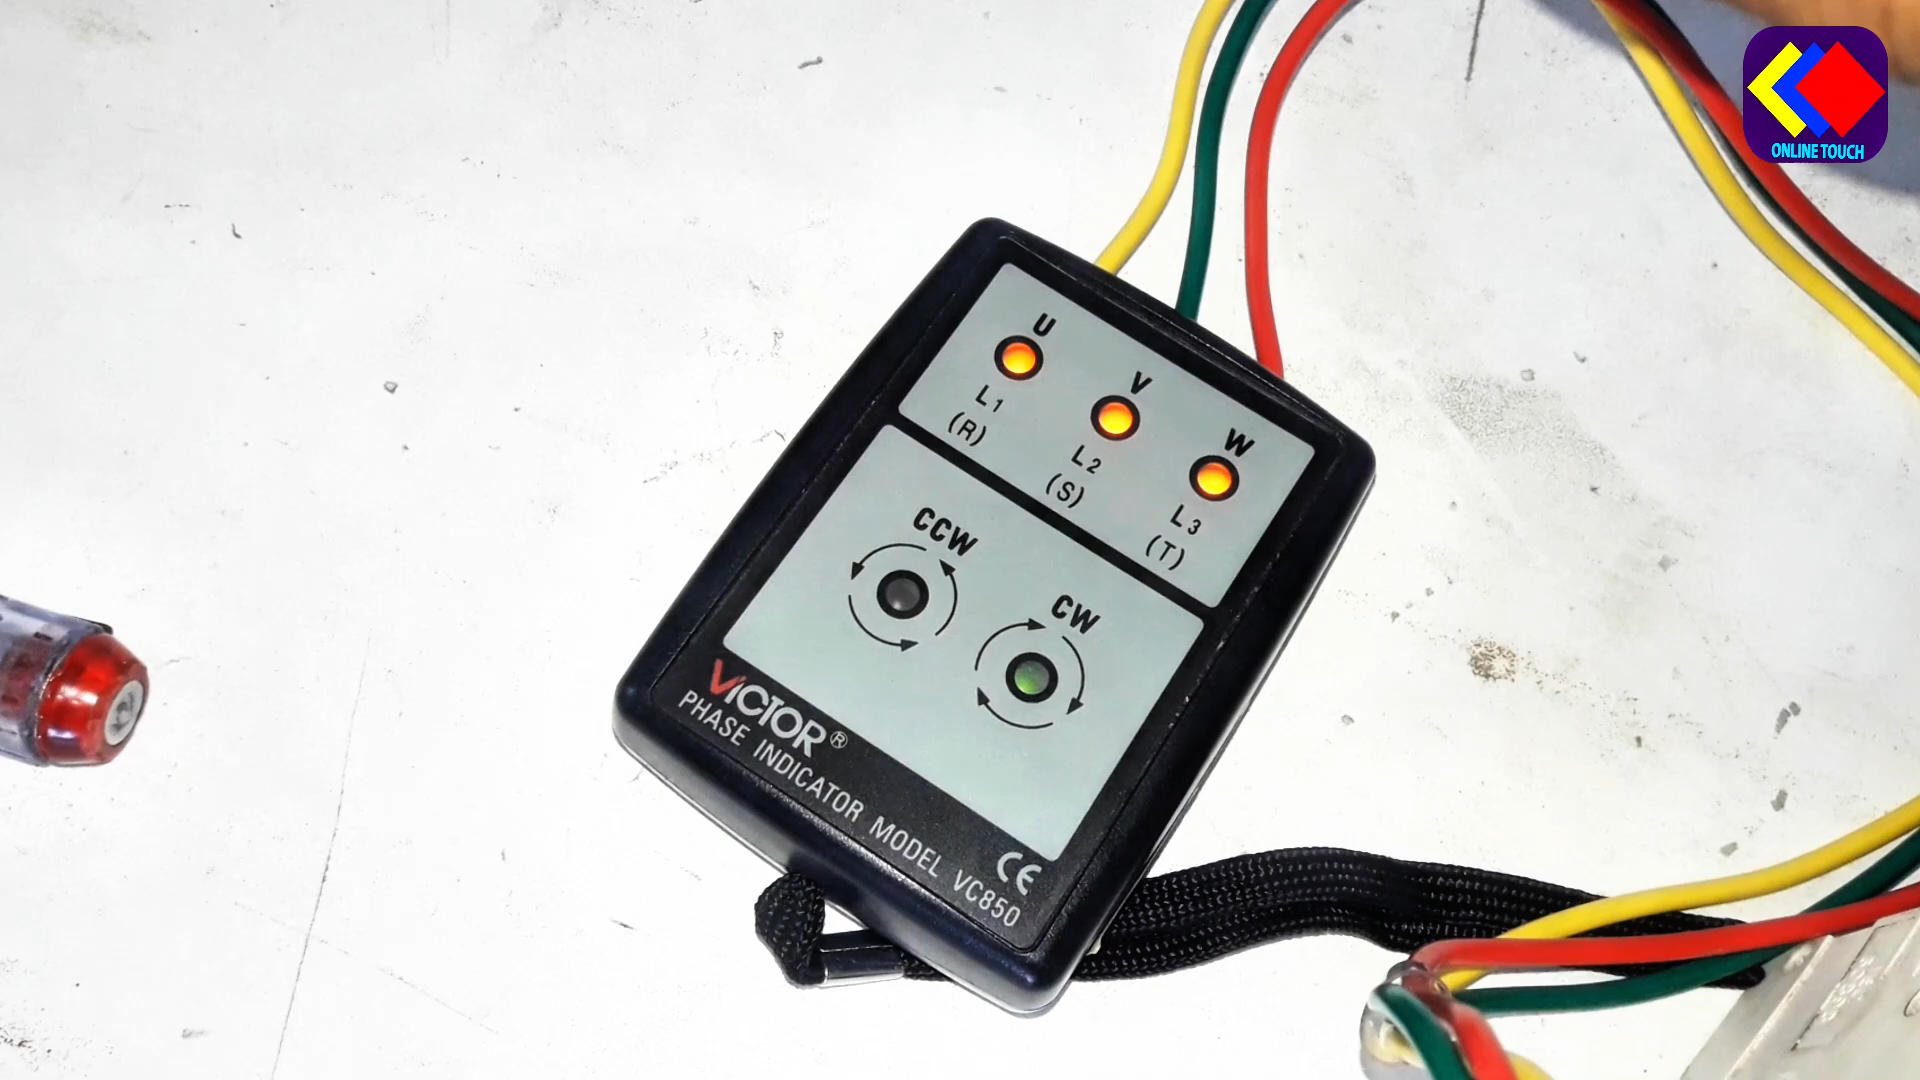 ONLINE TOUCH
U
V
W
L1
L2
L3
(R)
(S)
(T)
CCW
CW
VICTOR®
PHASE INDICATOR MODEL VC850
CE